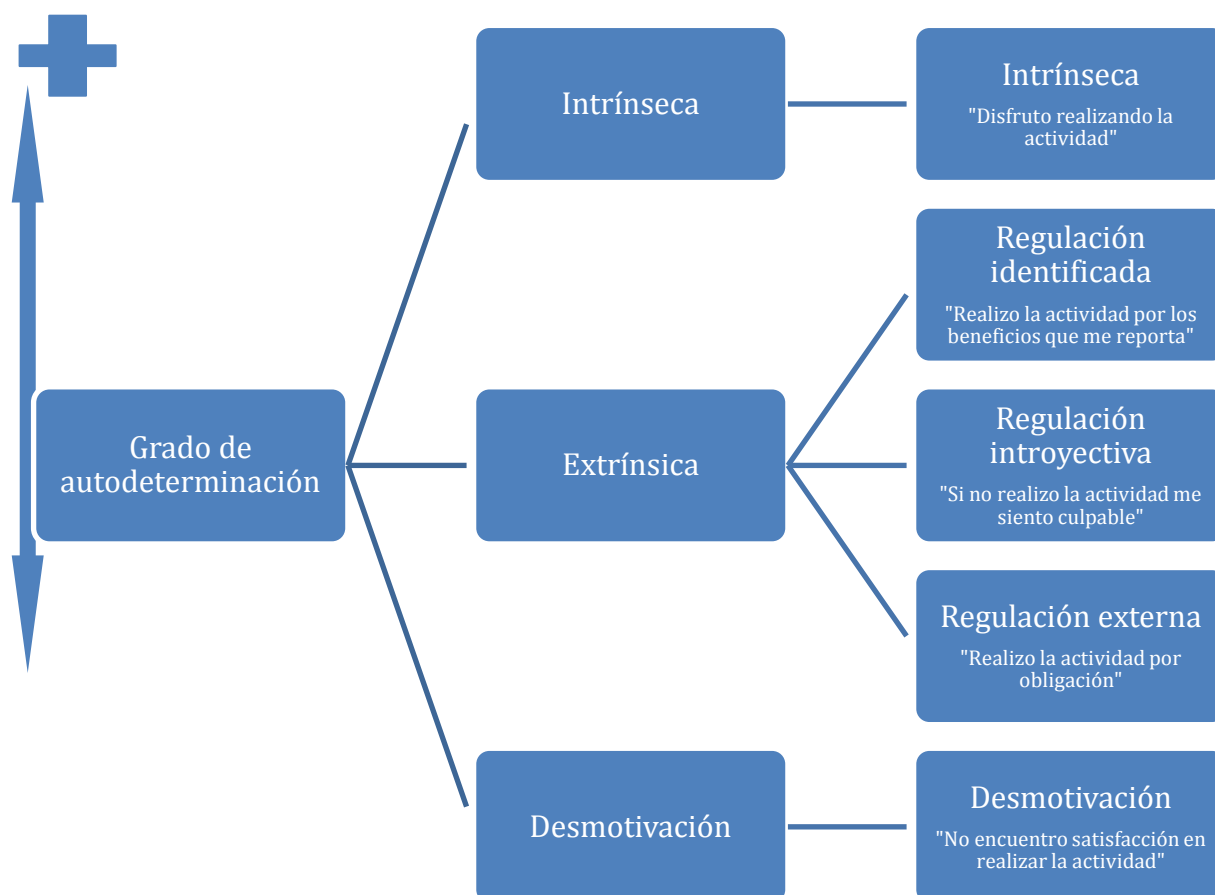 Grado de
autodeterminación
Intrínseca
Intrínseca
"Disfruto realizando la
actividad"
Extrínsica
Regulación
identificada
"Realizo la actividad por los
beneficios que me reporta"
Regulación
introyectiva
"Si no realizo la actividad me
siento culpable"
Regulación externa
"Realizo la actividad por
obligación"
Desmotivación
Desmotivación
"No encuentro satisfacción en
realizar la actividad"